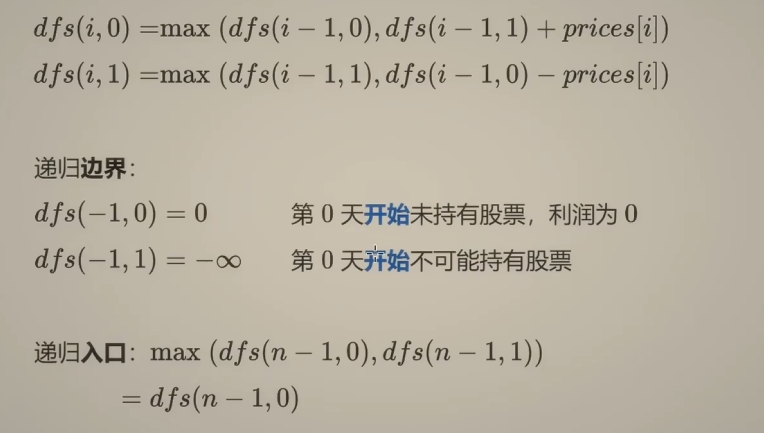 dfs(i, 0) =max (dfs(i − 1, 0), dfs(i − 1, 1) + prices[i])
dfs(i, 1) =max (dfs(i − 1, 1), dfs(i − 1, 0) − prices[i])
递归边界：
dfs(−1, 0) = 0 第 0 天开始未持有股票，利润为 0
dfs(−1, 1) = −∞ 第 0 天开始不可能持有股票
递归入口：max (dfs(n − 1, 0), dfs(n − 1, 1))
= dfs(n − 1, 0)